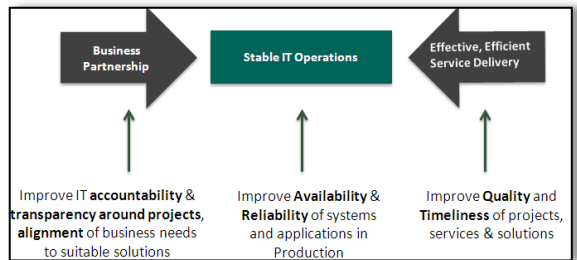 Business
Partnership
Stable IT Operations
Effective, Efficient
Service Delivery
Improve IT accountability &
transparency around projects,
alignment of business needs
to suitable solutions
Improve Availability &
Reliability of systems
and applications in
Production
Improve Quality and
Timeliness of projects,
services & solutions